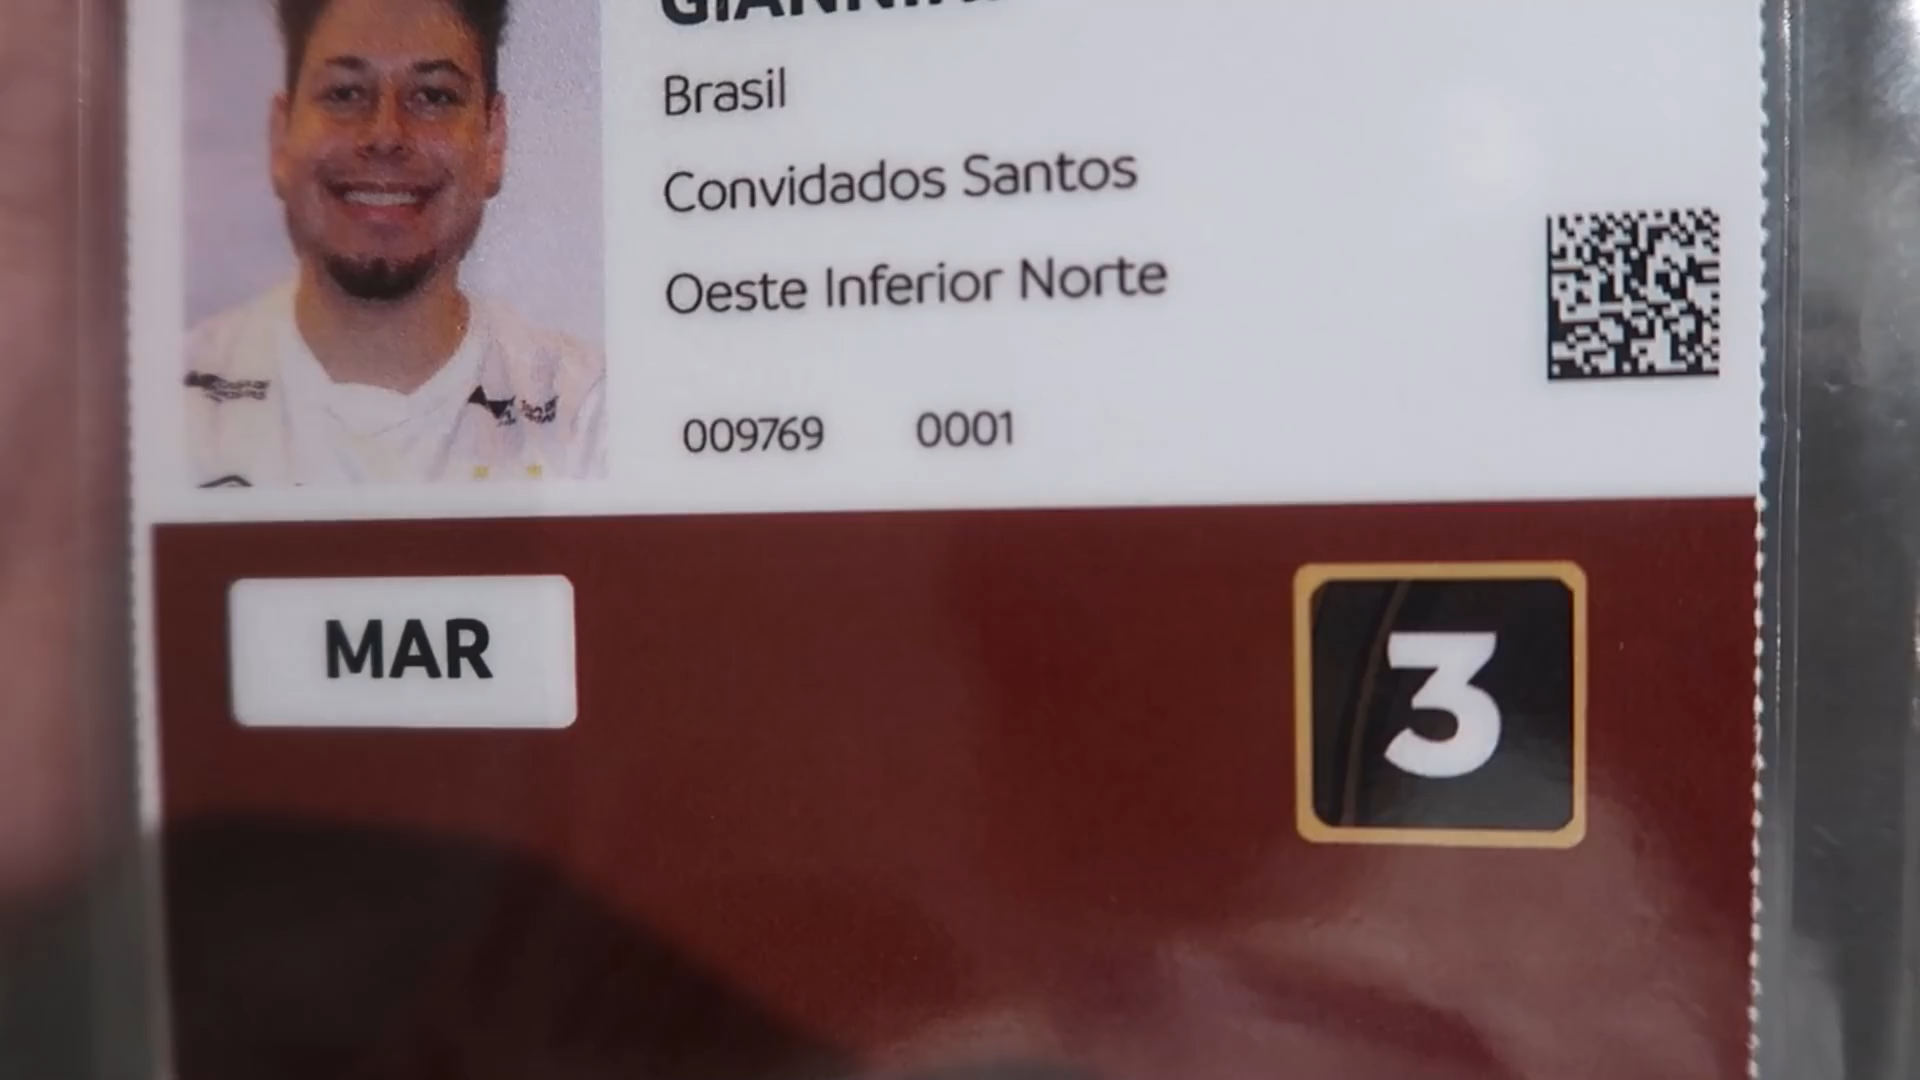 Brasil
Convidados Santos
Oeste Inferior Norte
009769 0001
MAR
3